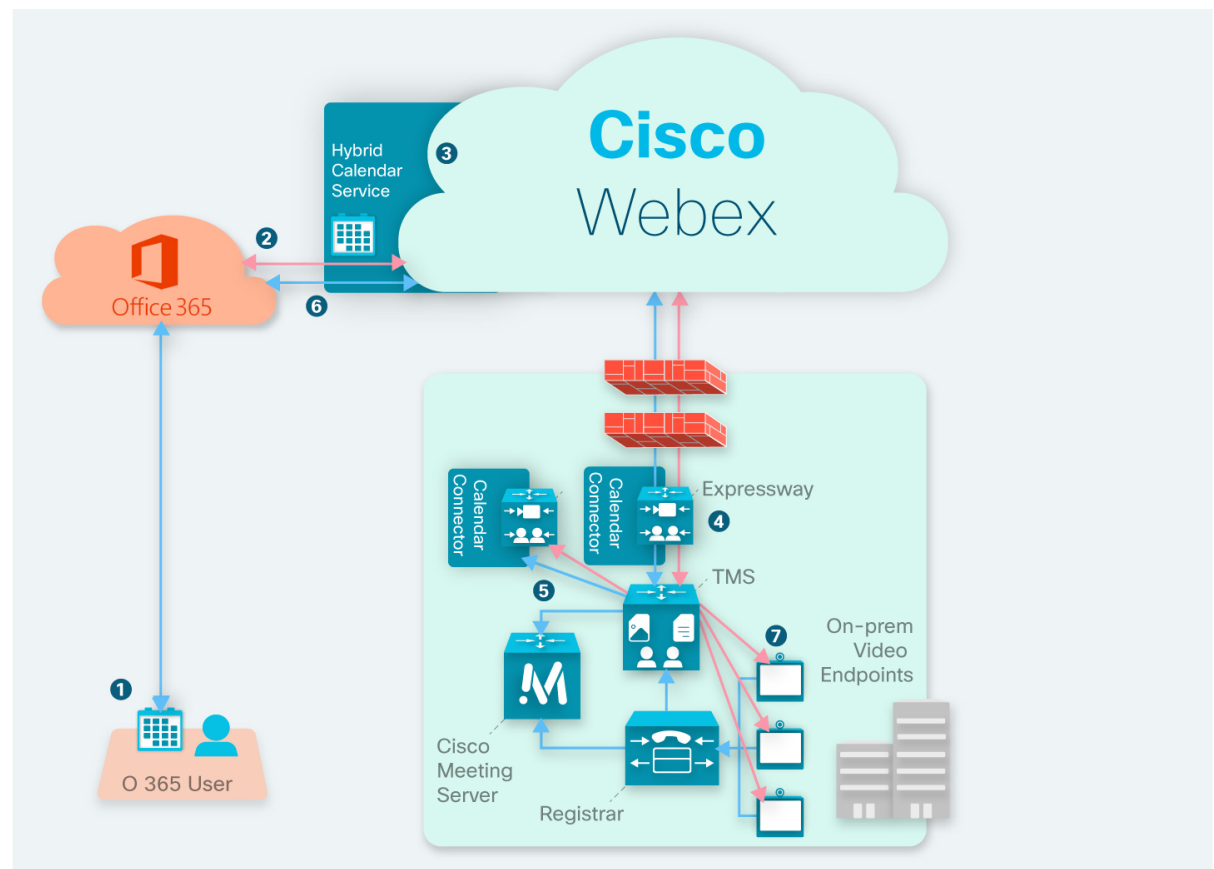 Cisco
Webex
Hybrid
Calendar
Service
3
2
Office 365
6
Calendar
Connector
Calendar
Connector
Expressway
4
TMS
5
7
On-prem
Video
Endpoints
1
O 365 User
Cisco
Meeting
Server
Registrar